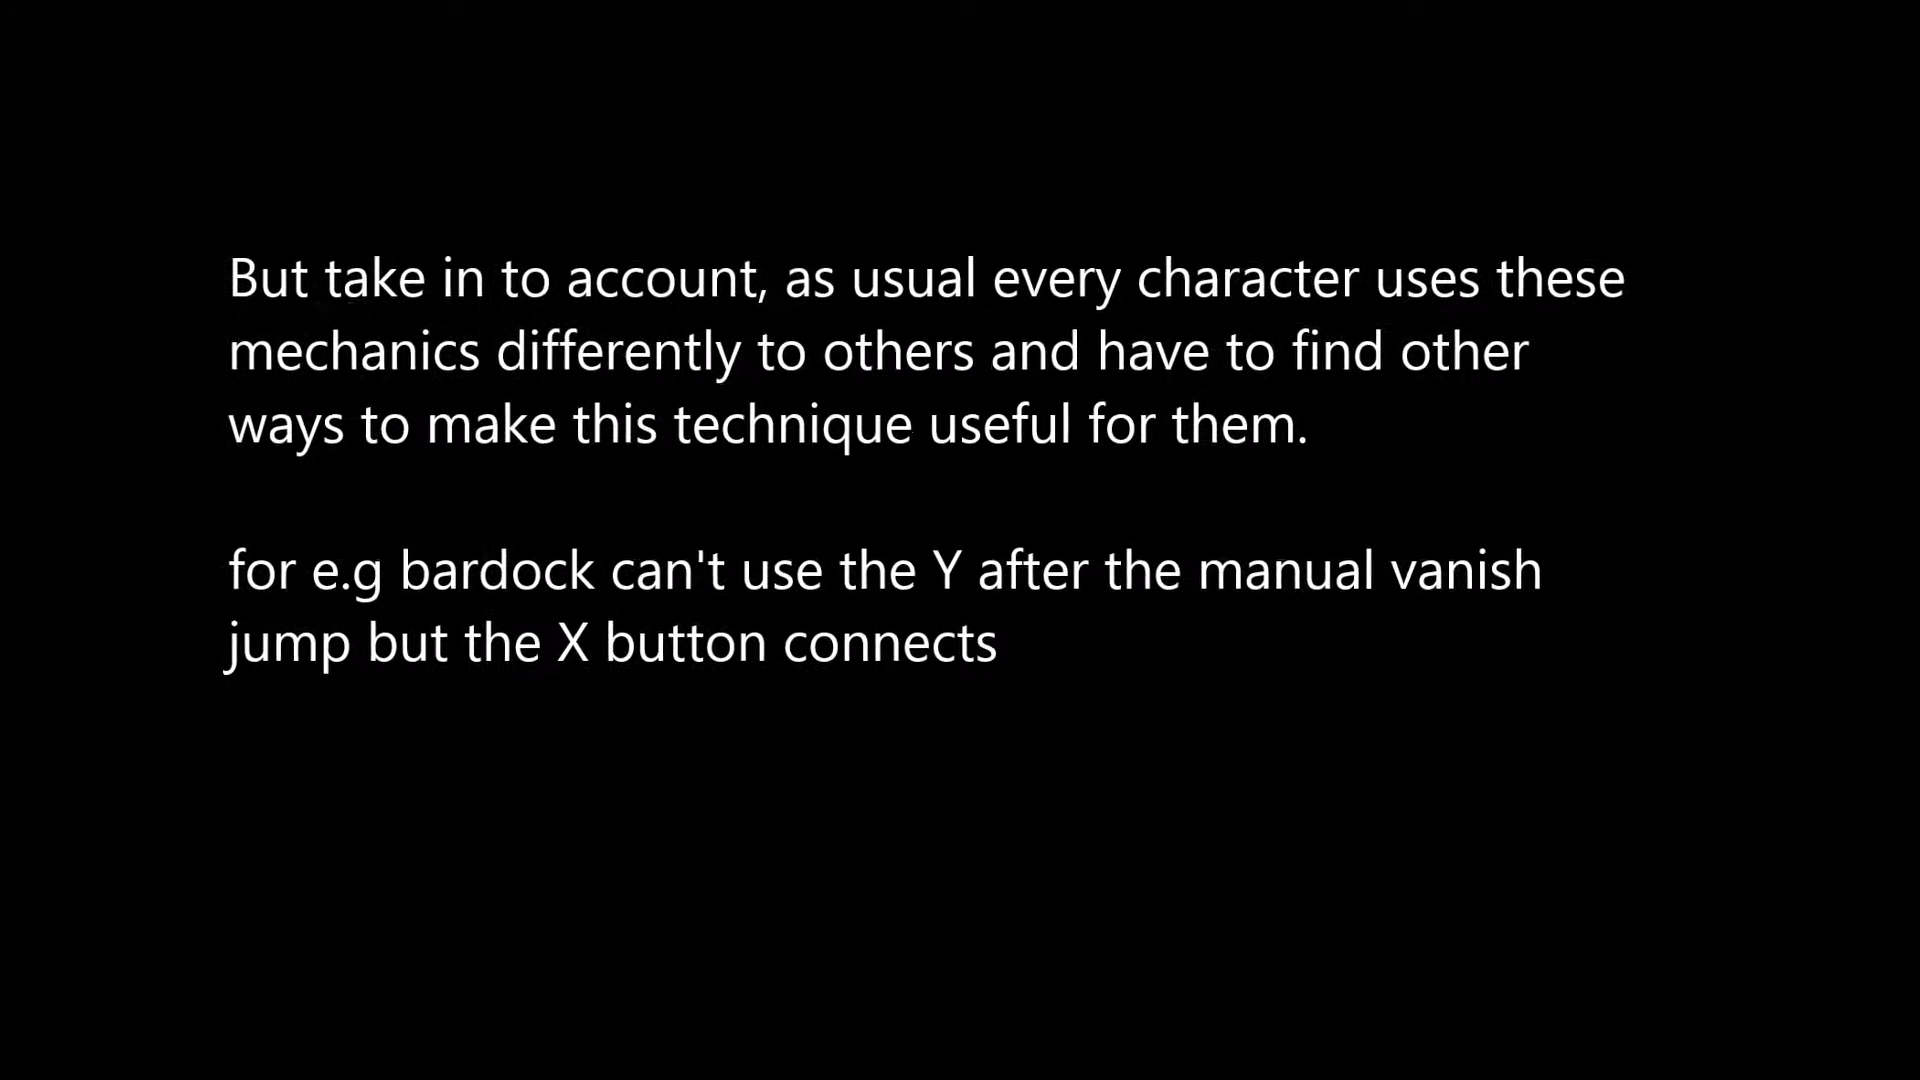 But take in to account, as usual every character uses these
mechanics differently to others and have to find other
ways to make this technique useful for them.
for e.g bardock can't use the Y after the manual vanish
jump but the X button connects